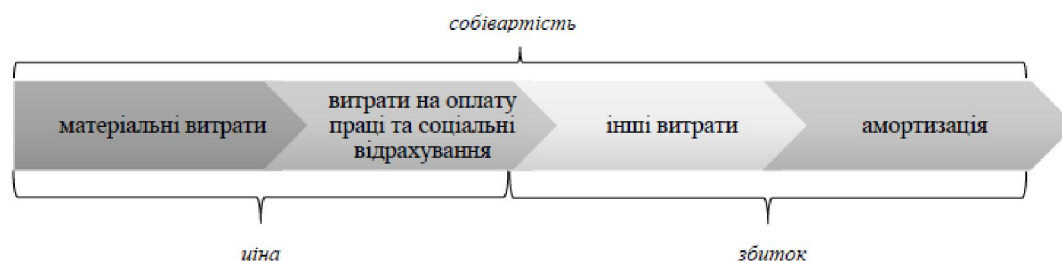 собівартість
матеріальні витрати
витрати на оплату
праці та соціальні
відрахування
інші витрати
амортизація
ціна
збиток